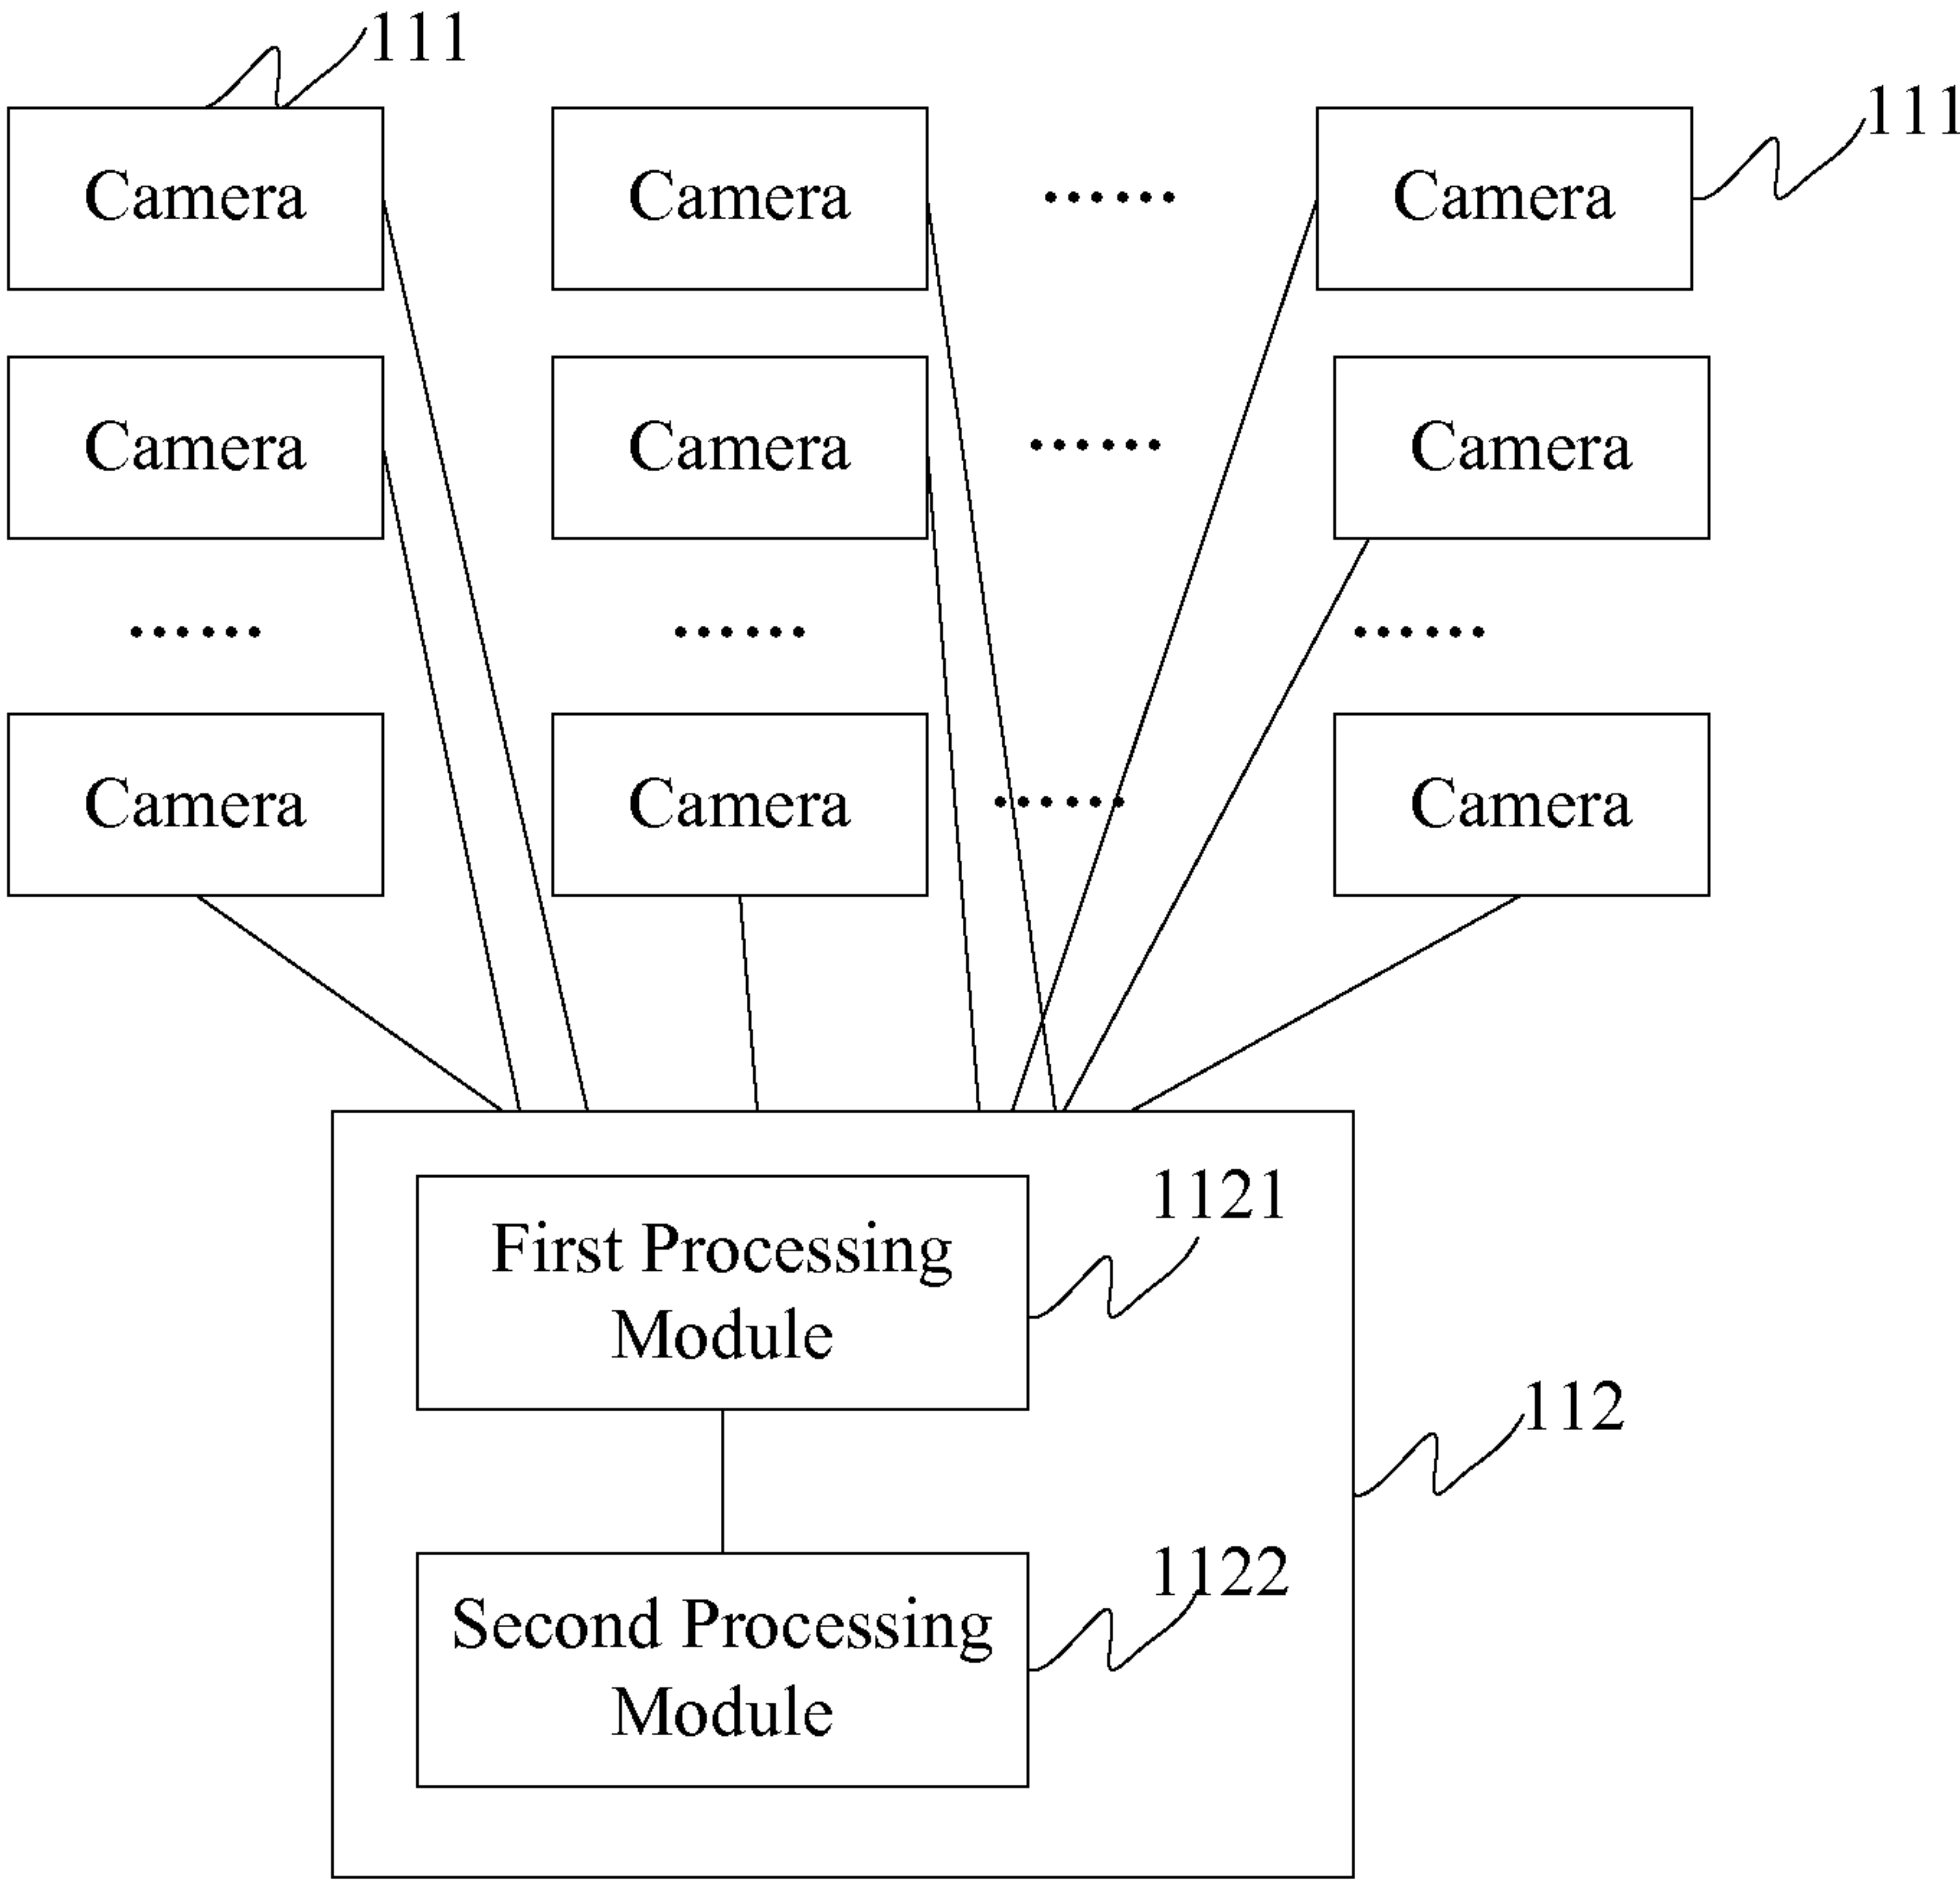 111
111
Camera Camera ...... Camera
Camera Camera ...... Camera
...... ...... ......
Camera Camera ...... Camera
1121
First Processing
Module
112
1122
Second Processing
Module